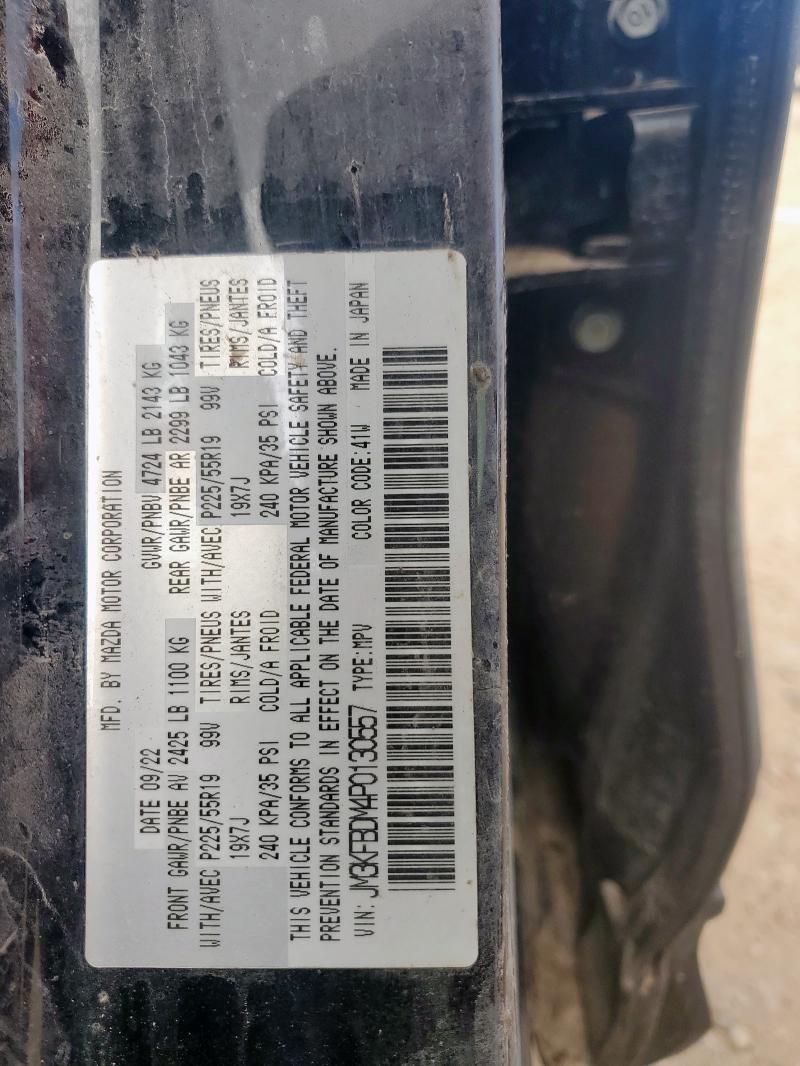 MFD. BY MAZDA MOTOR CORPORATION
DATE 09/22 GVWR/PNBV 4724 LB 2143 KG
FRONT GAWR/PNBE AV 2425 LB 1100 KG REAR GAWR/PNBE AR 2299 LB 1043 KG
WITH/AVEC P225/55R19 99V TIRES/PNEUS WITH/AVEC P225/55R19 99V TIRES/PNEUS
19X7J RIMS/JANTES 19X7J RIMS/JANTES
240 KPA/35 PSI COLD/A FROID 240 KPA/35 PSI COLD/A FROID
THIS VEHICLE CONFORMS TO ALL APPLICABLE FEDERAL MOTOR VEHICLE SAFETY AND THEFT
PREVENTION STANDARDS IN EFFECT ON THE DATE OF MANUFACTURE SHOWN ABOVE.
VIN: JM3KFBDM4P0130557 TYPE:MPV COLOR CODE:41W MADE IN JAPAN
10